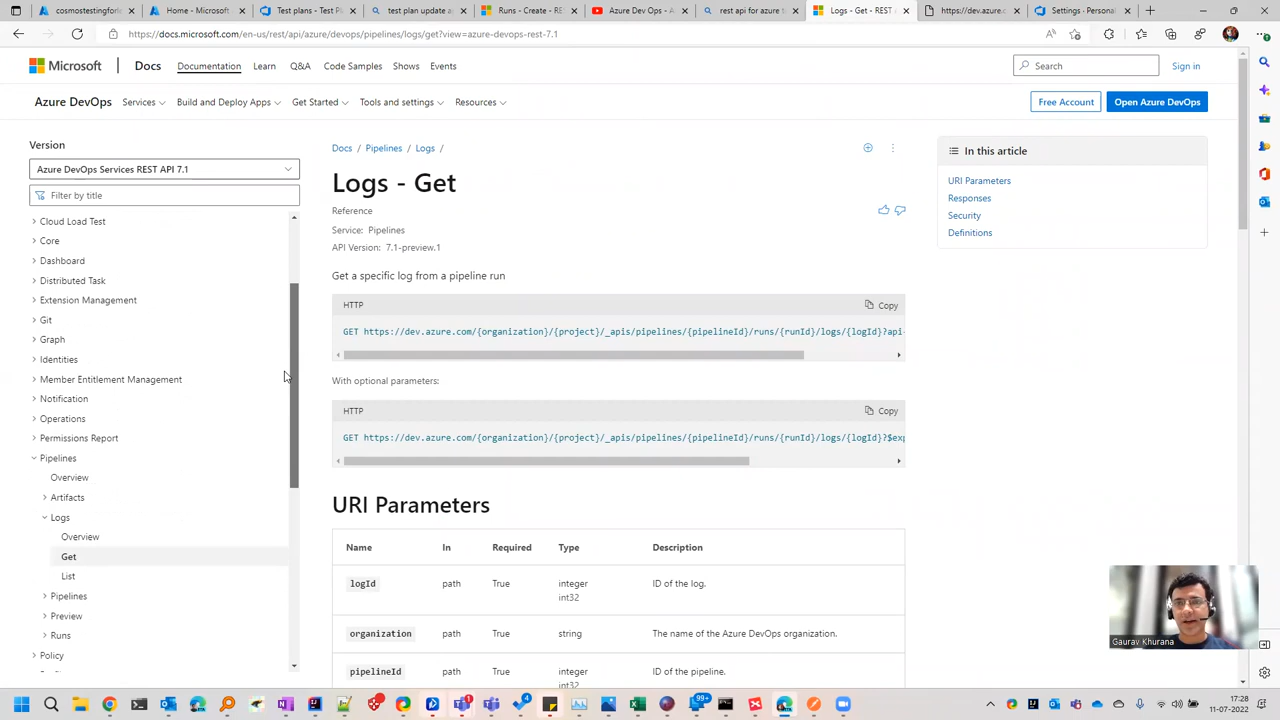 cosmostestingfor
Home - Microsoft
Test plans - Test Pl
test plan update a
Runs - Create - RE
Azure Dev Ops - A
rest api for azure t
Logs - Get - REST
https://dev.azure.c
Settings - Personal
https://docs.microsoft.com/en-us/rest/api/azure/devops/pipelines/logs/get?view=azure-devops-rest-7.1
Microsoft
Docs
Documentation
Learn
Q&A
Code Samples
Shows
Events
Search
Sign in
Azure DevOps
Services
Build and Deploy Apps
Get Started
Tools and settings
Resources
Free Account
Open Azure DevOps
Version
Azure DevOps Services REST API 7.1
Filter by title
Cloud Load Test
Core
Dashboard
Distributed Task
Extension Management
Git
Graph
Identities
Member Entitlement Management
Notification
Operations
Permissions Report
Pipelines
Overview
Artifacts
Logs
Overview
Get
List
Pipelines
Preview
Runs
Policy
Docs / Pipelines / Logs /
Logs - Get
Reference
Service: Pipelines
API Version: 7.1-preview.1
Get a specific log from a pipeline run
HTTP
Copy
GET https://dev.azure.com/{organization}/{project}/_apis/pipelines/{pipelineId}/runs/{runId}/logs/{logId}?api-
With optional parameters:
HTTP
Copy
GET https://dev.azure.com/{organization}/{project}/_apis/pipelines/{pipelineId}/runs/{runId}/logs/{logId}?$exp
URI Parameters
Name In Required Type Description
logId path True integer ID of the log.
int32
organization path True string The name of the Azure DevOps organization.
pipelineId path True integer ID of the pipeline.
int32
In this article
URI Parameters
Responses
Security
Definitions
Gaurav Khurana
1
4
99+
ENG
17:28
11-07-2022